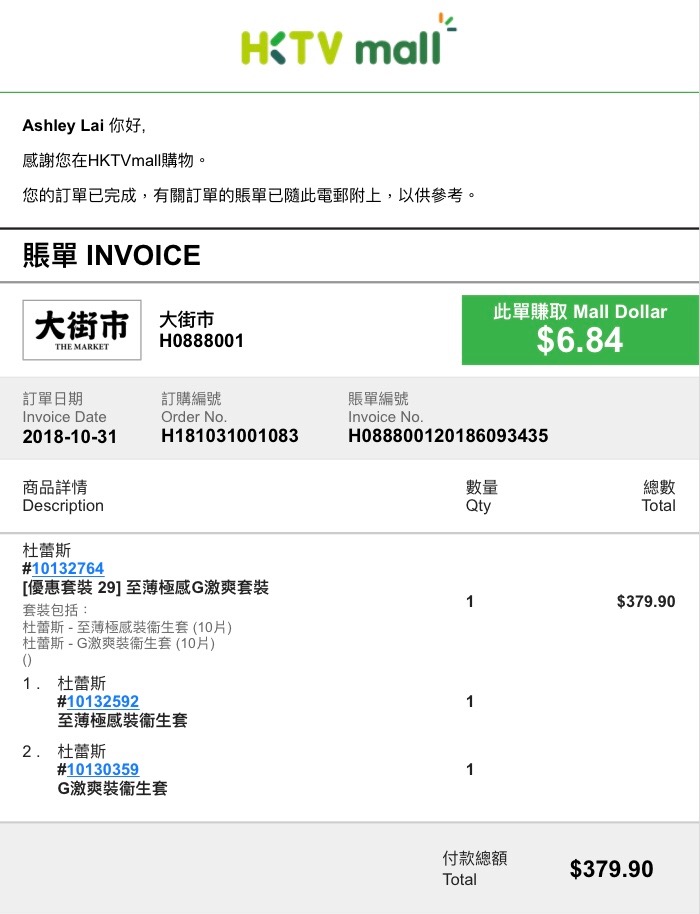 HKTV mall
Ashley Lai 你好,
感謝您在HKTVmall購物。
您的訂單已完成，有關訂單的賬單已隨此電郵附上，以供參考。
賬單 INVOICE
大街市
THE MARKET
大街市
H0888001
此單賺取 Mall Dollar
$6.84
訂單日期
Invoice Date
2018-10-31
訂購編號
Order No.
H181031001083
賬單編號
Invoice No.
H088800120186093435
商品詳情
Description
數量
Qty
總數
Total
杜蕾斯
#10132764
[優惠套裝 29] 至薄極感G激爽套裝
套裝包括：
杜蕾斯 - 至薄極感裝衞生套 (10片)
杜蕾斯 - G激爽裝衞生套 (10片)
()
1
$379.90
1 . 杜蕾斯
#10132592
至薄極感裝衞生套
1
2 . 杜蕾斯
#10130359
G激爽裝衞生套
1
付款總額
Total
$379.90